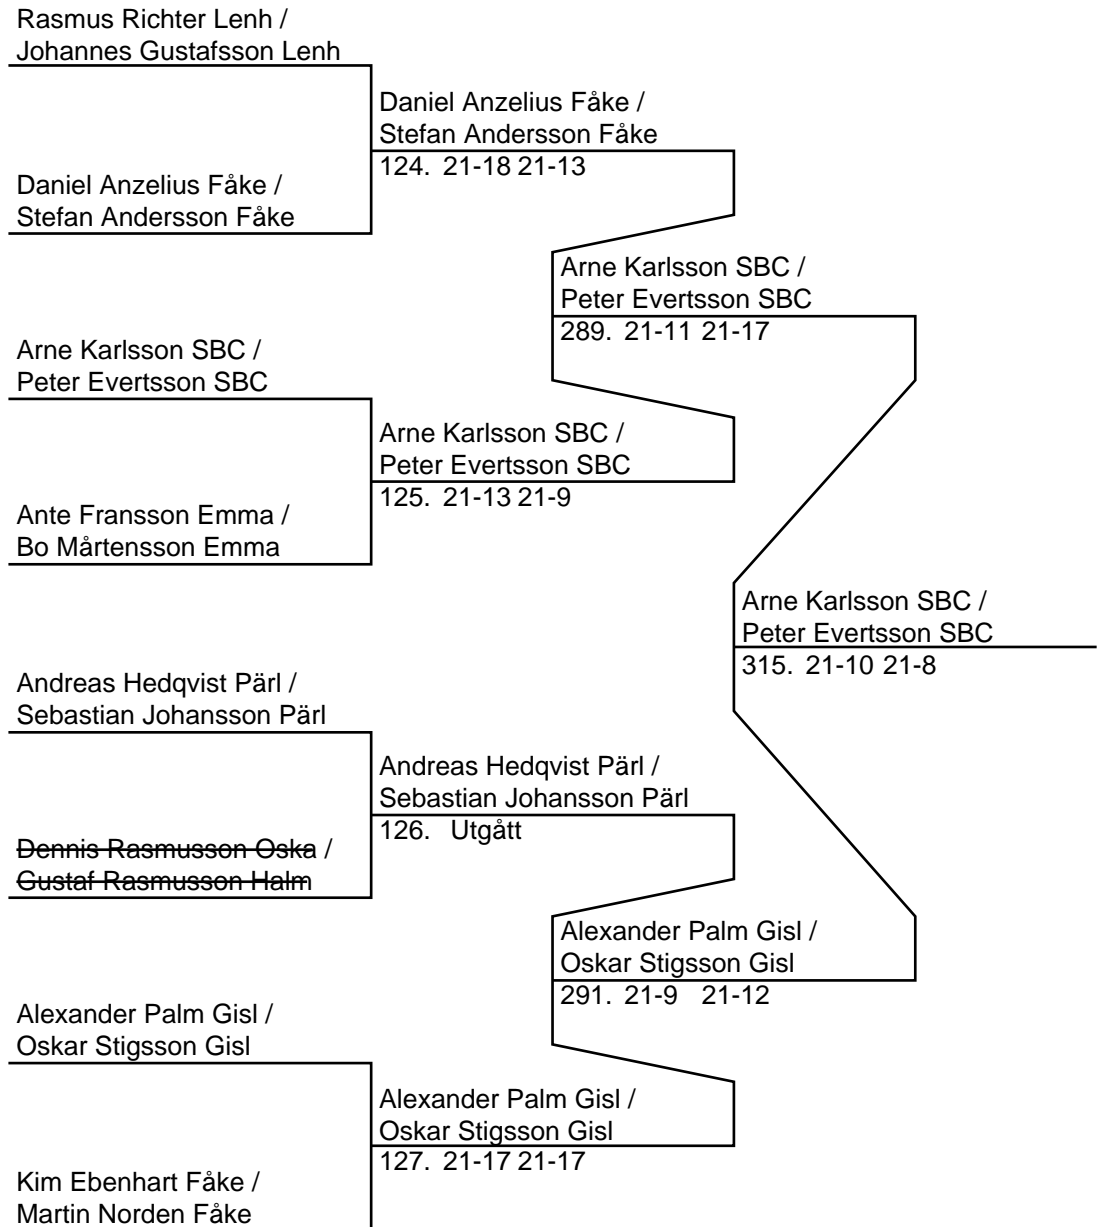 Rasmus Richter Lenh /
Johannes Gustafsson Lenh
Daniel Anzelius Fåke /
Stefan Andersson Fåke
124. 21-18 21-13
Daniel Anzelius Fåke /
Stefan Andersson Fåke
Arne Karlsson SBC /
Peter Evertsson SBC
289. 21-11 21-17
Arne Karlsson SBC /
Peter Evertsson SBC
Arne Karlsson SBC /
Peter Evertsson SBC
125. 21-13 21-9
Ante Fransson Emma /
Bo Mårtensson Emma
Arne Karlsson SBC /
Peter Evertsson SBC
315. 21-10 21-8
Andreas Hedqvist Pärl /
Sebastian Johansson Pärl
Andreas Hedqvist Pärl /
Sebastian Johansson Pärl
126. Utgått
Dennis Rasmusson Oska /
Gustaf Rasmusson Halm
Alexander Palm Gisl /
Oskar Stigsson Gisl
291. 21-9 21-12
Alexander Palm Gisl /
Oskar Stigsson Gisl
Alexander Palm Gisl /
Oskar Stigsson Gisl
127. 21-17 21-17
Kim Ebenhart Fåke /
Martin Norden Fåke